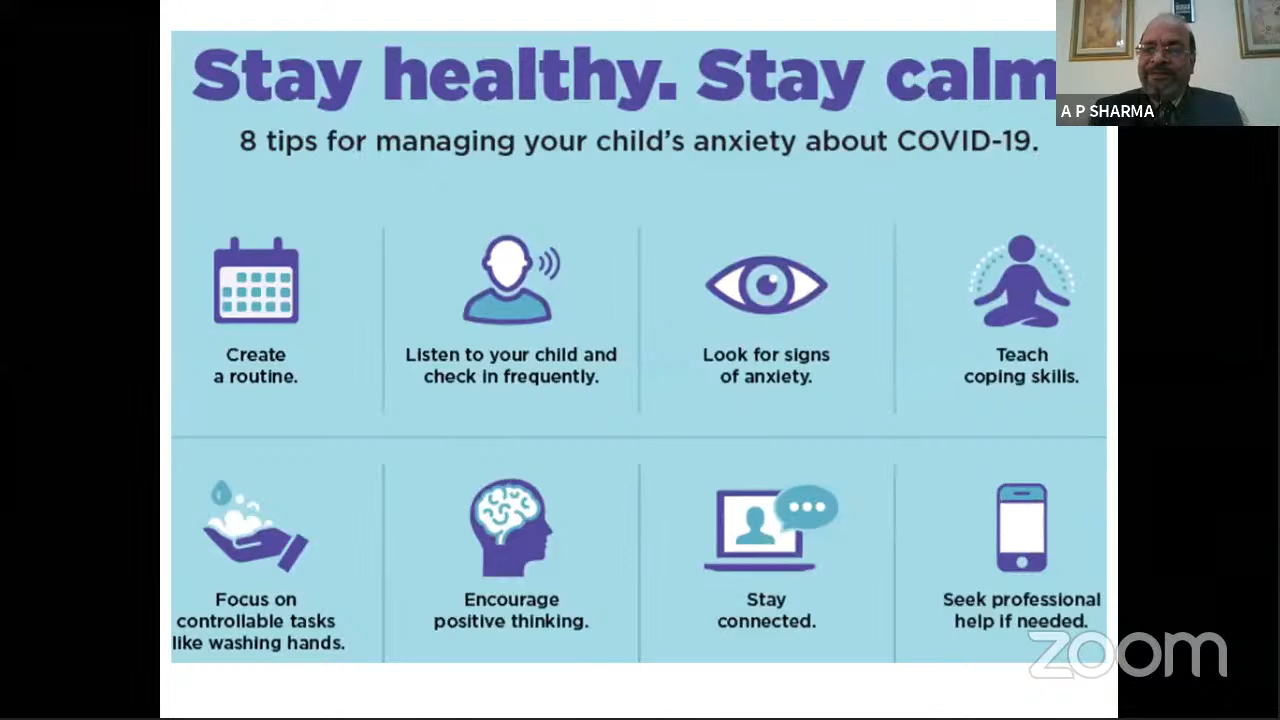 Stay healthy. Stay calm
A P SHARMA
8 tips for managing your child's anxiety about COVID-19.
Create
a routine.
Listen to your child and
check in frequently.
Look for signs
of anxiety.
Teach
coping skills.
Focus on
controllable tasks
like washing hands.
Encourage
positive thinking.
Stay
connected.
Seek professional
help if needed.
zoom